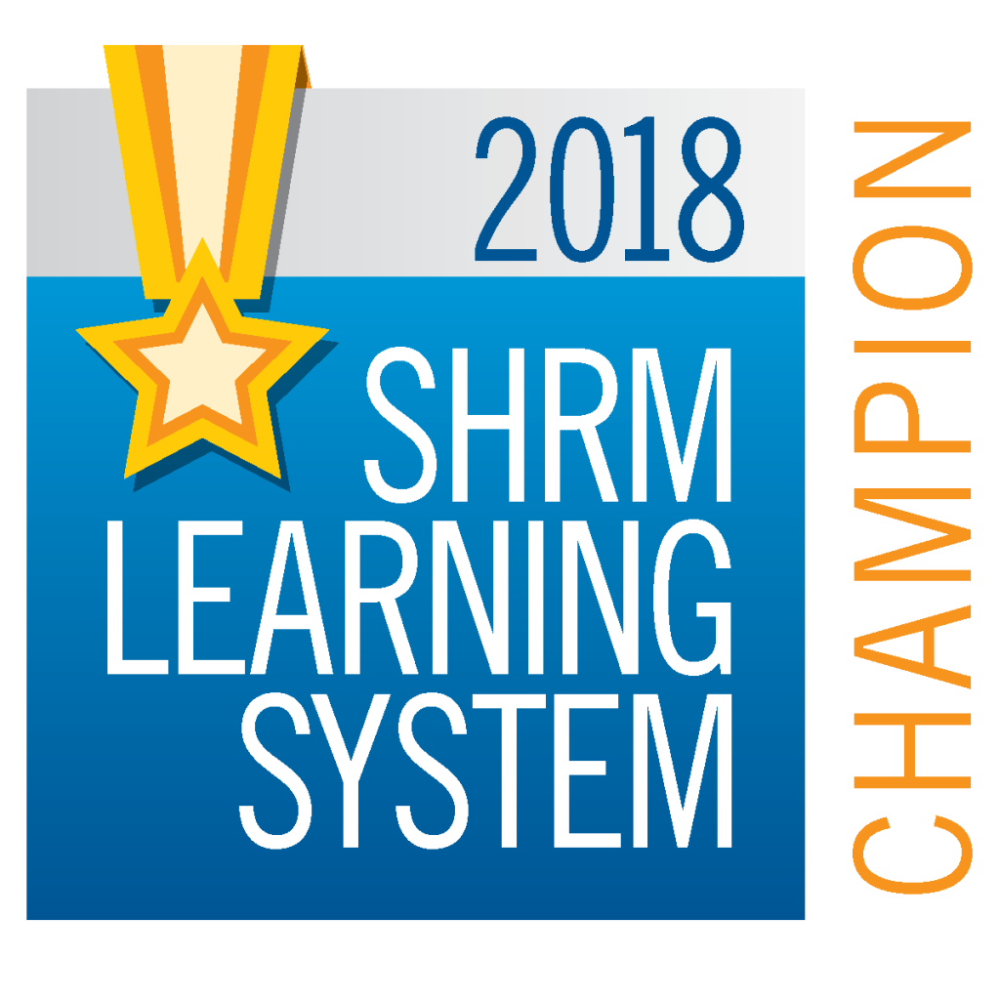 2018
SHRM
LEARNING
SYSTEM
CHAMPION